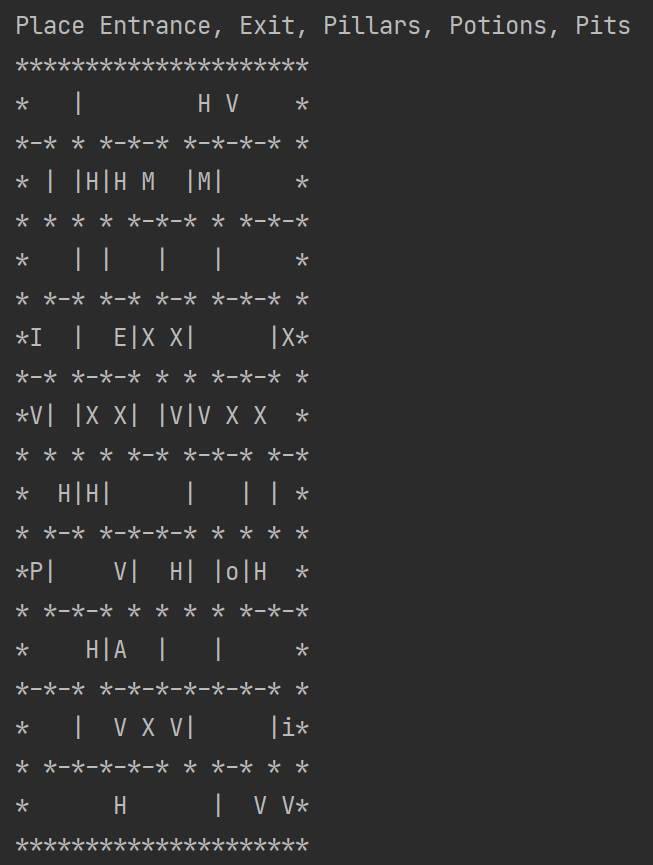 Place Entrance, Exit, Pillars, Potions, Pits
*********************
*   |        H V    *
*-* * *-*-* *-*-*-* *
* | |H|H M  |M|     *
* * * * *-*-* * *-*-*
*   | |   |   |     *
* *-* *-* *-* *-*-* *
*I  |  E|X X|     |X*
*-* *-*-* * * *-*-* *
*V| |X X| |V|V X X  *
* * * * *-* *-*-* *-*
*  H|H|     |   | | *
* *-* *-*-*-* * * * *
*P|    V|  H| |o|H  *
* *-*-* * * * * *-*-*
*    H|A  |   |     *
*-*-* *-*-*-*-*-*-* *
*   |  V X V|     |i*
* *-*-*-*-* * *-* * *
*      H      |  V V*
*********************